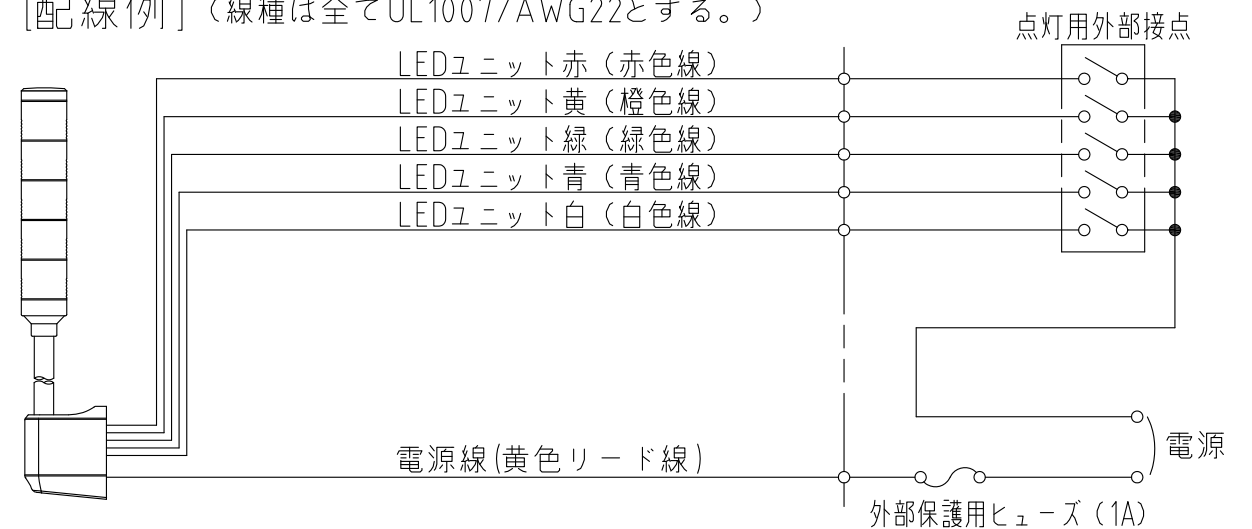 [配線例] (線種は全てUL1007/AWG22とする。)
点灯用外部接点
LEDユニット赤 (赤色線)
LEDユニット黄 (橙色線)
LEDユニット緑 (緑色線)
LEDユニット青 (青色線)
LEDユニット白 (白色線)
電源線(黄色リード線)
電源
外部保護用ヒューズ (1A)